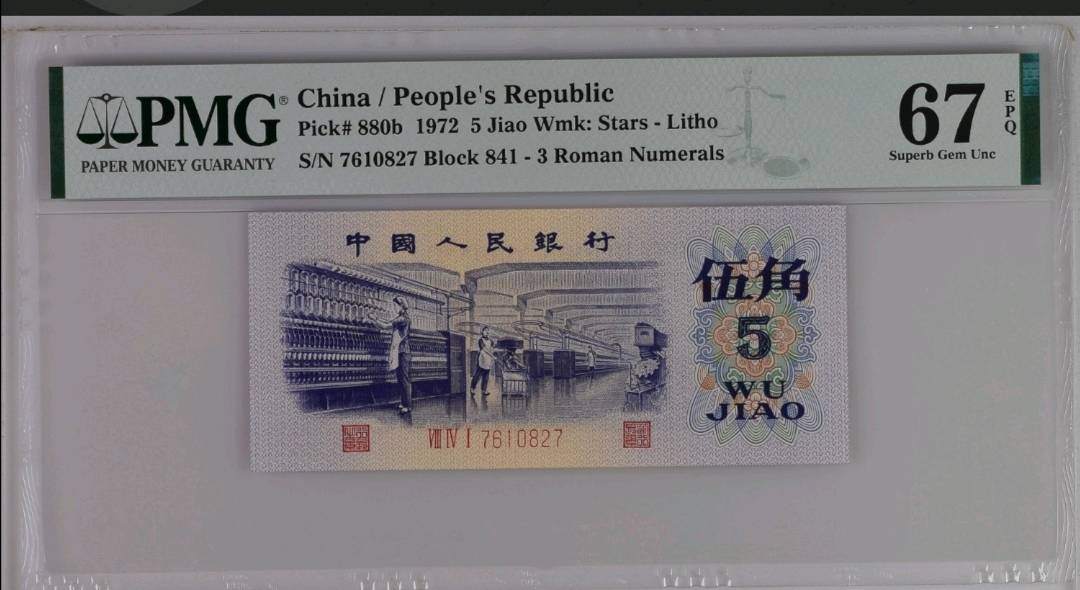 PMG®
PAPER MONEY GUARANTY
China / People's Republic
Pick# 880b 1972 5 Jiao Wmk: Stars - Litho
S/N 7610827 Block 841 - 3 Roman Numerals
67
EPQ
Superb Gem Unc
中國人民銀行
伍角
5
WU
JIAO
VIII IV I 7610827